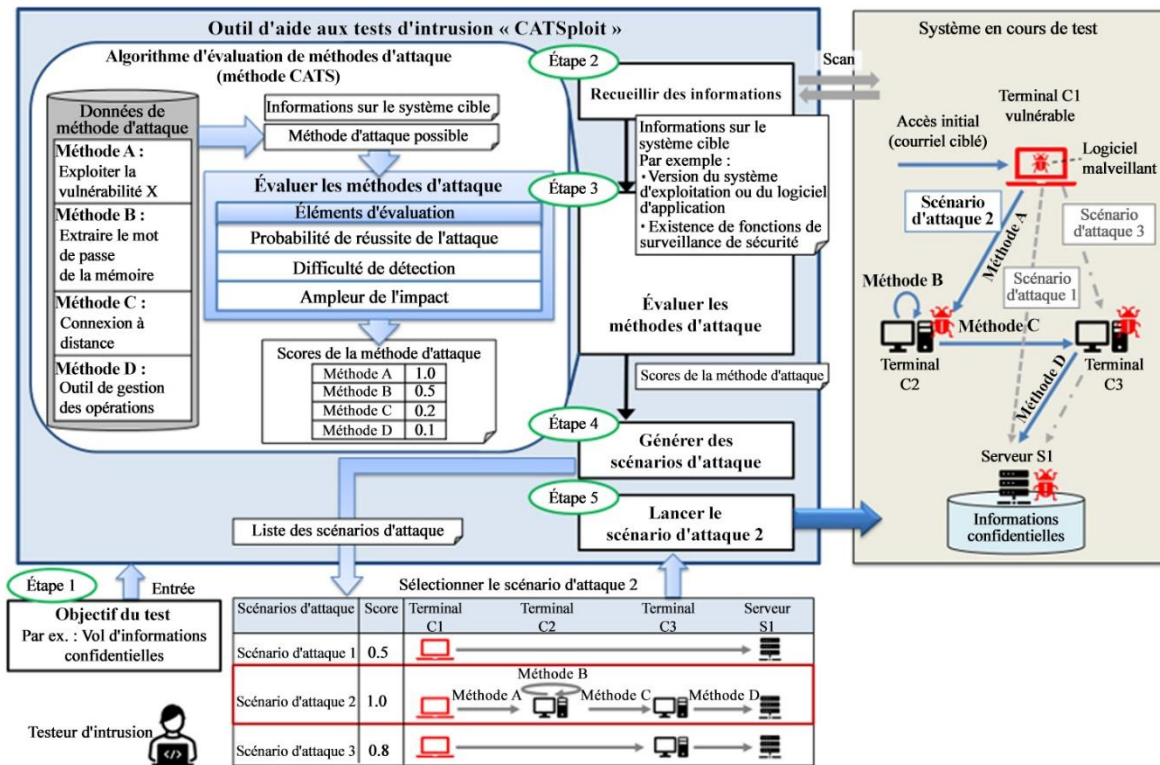 Outil d'aide aux tests d'intrusion « CATSploit »
Algorithme d'évaluation de méthodes d'attaque
(méthode CATS)
Données de
méthode d'attaque
Méthode A :
Exploiter la
vulnérabilité X
Méthode B :
Extraire le mot
de passe
de la mémoire
Méthode C :
Connexion à
distance
Méthode D :
Outil de gestion
des opérations
Informations sur le système cible
Méthode d'attaque possible
Évaluer les méthodes d'attaque
Éléments d'évaluation
Probabilité de réussite de l'attaque
Difficulté de détection
Ampleur de l'impact
Scores de la méthode d'attaque
Méthode A 1.0
Méthode B 0.5
Méthode C 0.2
Méthode D 0.1
Étape 2
Recueillir des informations
Informations sur le
système cible
Par exemple :
・Version du système
d'exploitation ou du logiciel
d'application
・Existence de fonctions de
surveillance de sécurité
Étape 3
Évaluer les
méthodes d'attaque
Scores de la méthode d'attaque
Étape 4
Générer des
scénarios d'attaque
Étape 5
Lancer le
scénario d'attaque 2
Liste des scénarios d'attaque
Scan
Système en cours de test
Terminal C1
vulnérable
Accès initial
(courriel ciblé)
Logiciel
malveillant
Scénario
d'attaque 2
Méthode A
Scénario
d'attaque 3
Scénario
d'attaque 1
Méthode B
Méthode C
Terminal
C2
Terminal
C3
Méthode D
Serveur S1
Informations
confidentielles
Étape 1
Entrée
Objectif du test
Par ex. : Vol d'informations
confidentielles
Testeur d'intrusion
Sélectionner le scénario d'attaque 2
Scénarios d'attaque Score Terminal C1 Terminal C2 Terminal C3 Serveur S1
Scénario d'attaque 1 0.5
Méthode B
Scénario d'attaque 2 1.0 Méthode A Méthode C Méthode D
Scénario d'attaque 3 0.8